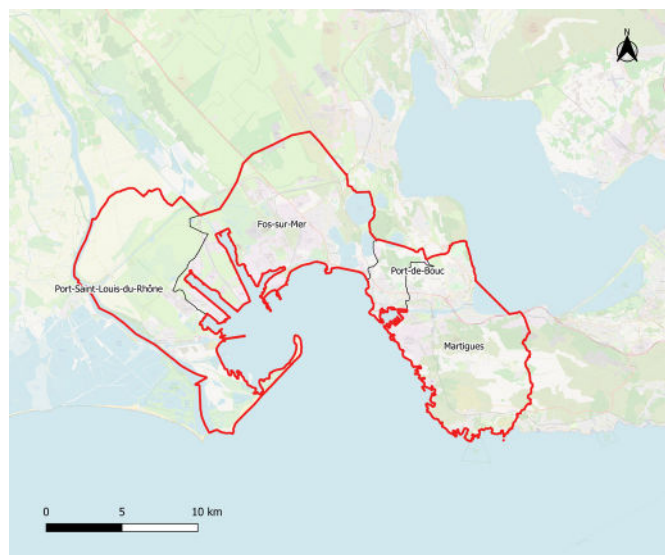 N
Fos-sur-Mer
Port-de-Bouc
Port-Saint-Louis-du-Rhône
Martigues
0 5 10 km